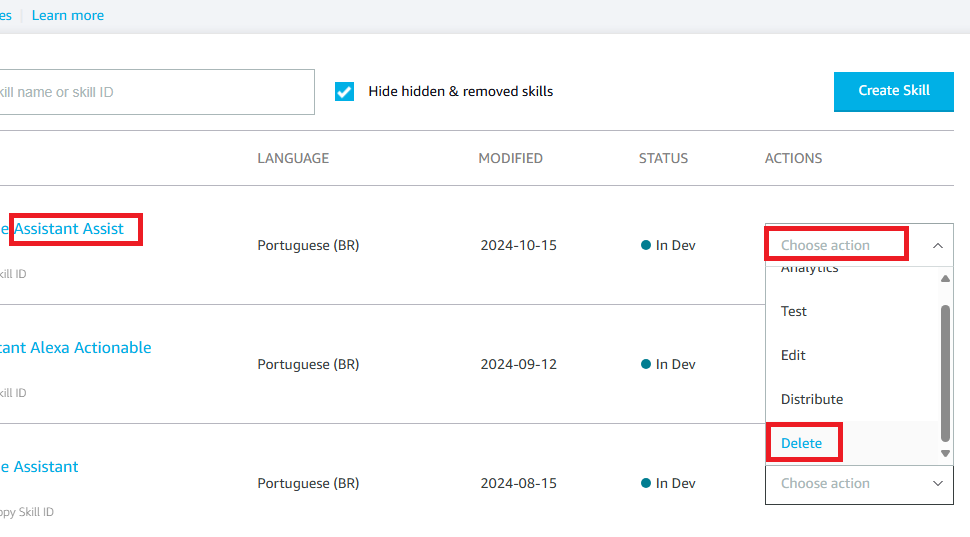 es | Learn more
kill name or skill ID
Hide hidden & removed skills
Create Skill
LANGUAGE MODIFIED STATUS ACTIONS
e Assistant Assist
Portuguese (BR) 2024-10-15 In Dev Choose action
kill ID
Analytics
Test
tant Alexa Actionable
Edit
Portuguese (BR) 2024-09-12 In Dev
kill ID
Distribute
Delete
e Assistant
Portuguese (BR) 2024-08-15 In Dev Choose action
opy Skill ID